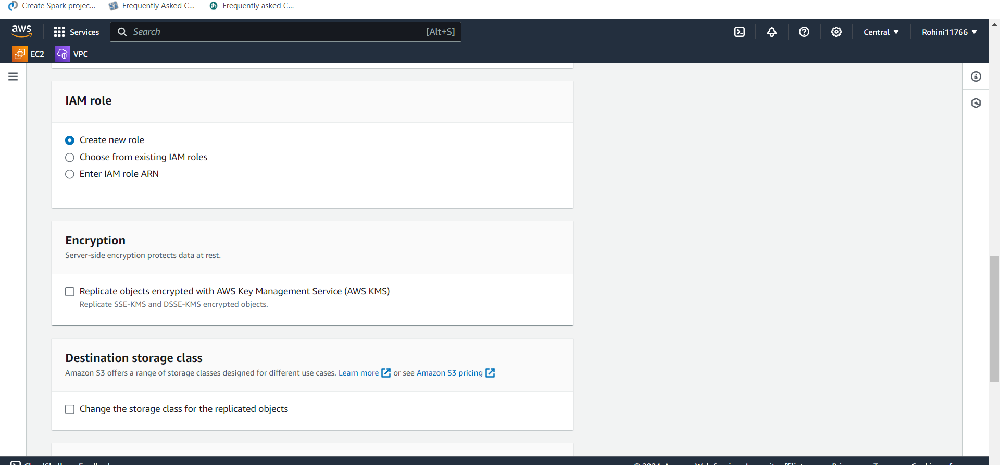 Create Spark projec... Frequently Asked C... Frequently asked C...
aws Services Search [Alt+S] Central Rohini11766
EC2 VPC
IAM role
Create new role
Choose from existing IAM roles
Enter IAM role ARN
Encryption
Server-side encryption protects data at rest.
Replicate objects encrypted with AWS Key Management Service (AWS KMS)
Replicate SSE-KMS and DSSE-KMS encrypted objects.
Destination storage class
Amazon S3 offers a range of storage classes designed for different use cases. Learn more or see Amazon S3 pricing
Change the storage class for the replicated objects